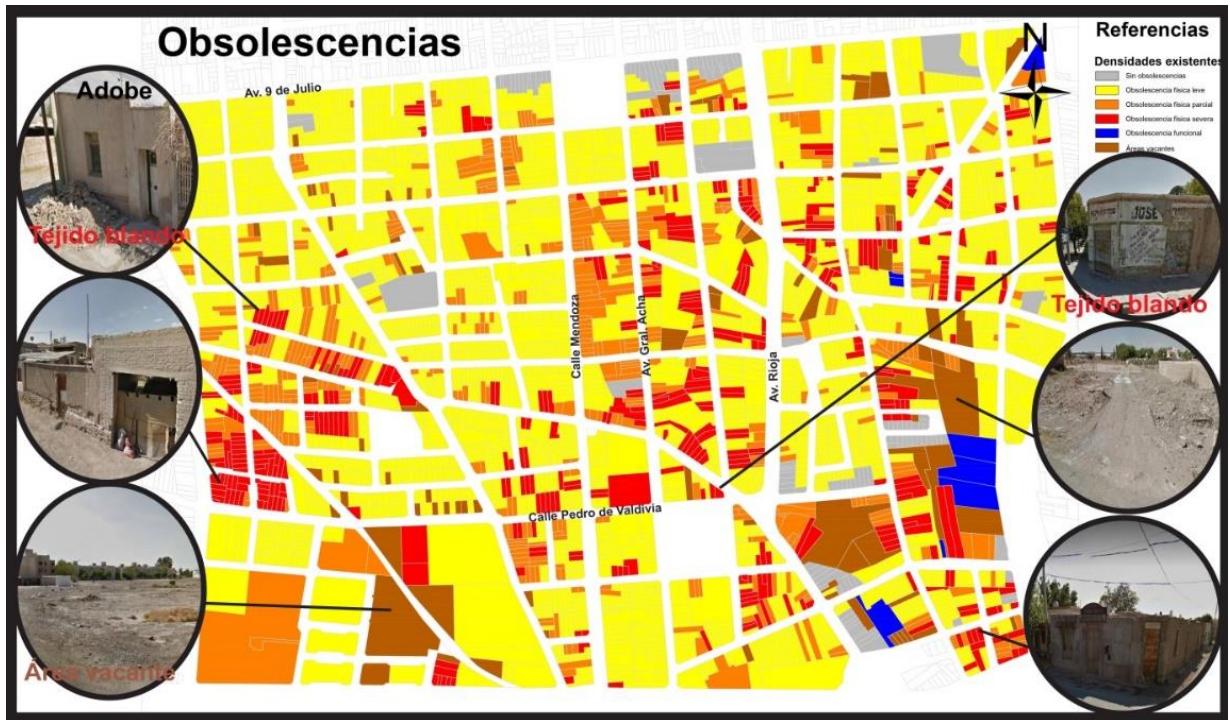 Obsolescencias
Referencias
N
Densidades existentes
Sin obsolescencias
Obsolescencia física leve
Obsolescencia física parcial
Obsolescencia física severa
Obsolescencia funcional
Áreas vacantes
Adobe
Av. 9 de Julio
JOSE
Tejido blando
Tejido blando
Calle Mendoza
Av. Gral. Acha
Av. Rioja
Calle Pedro de Valdivia
Área vacante